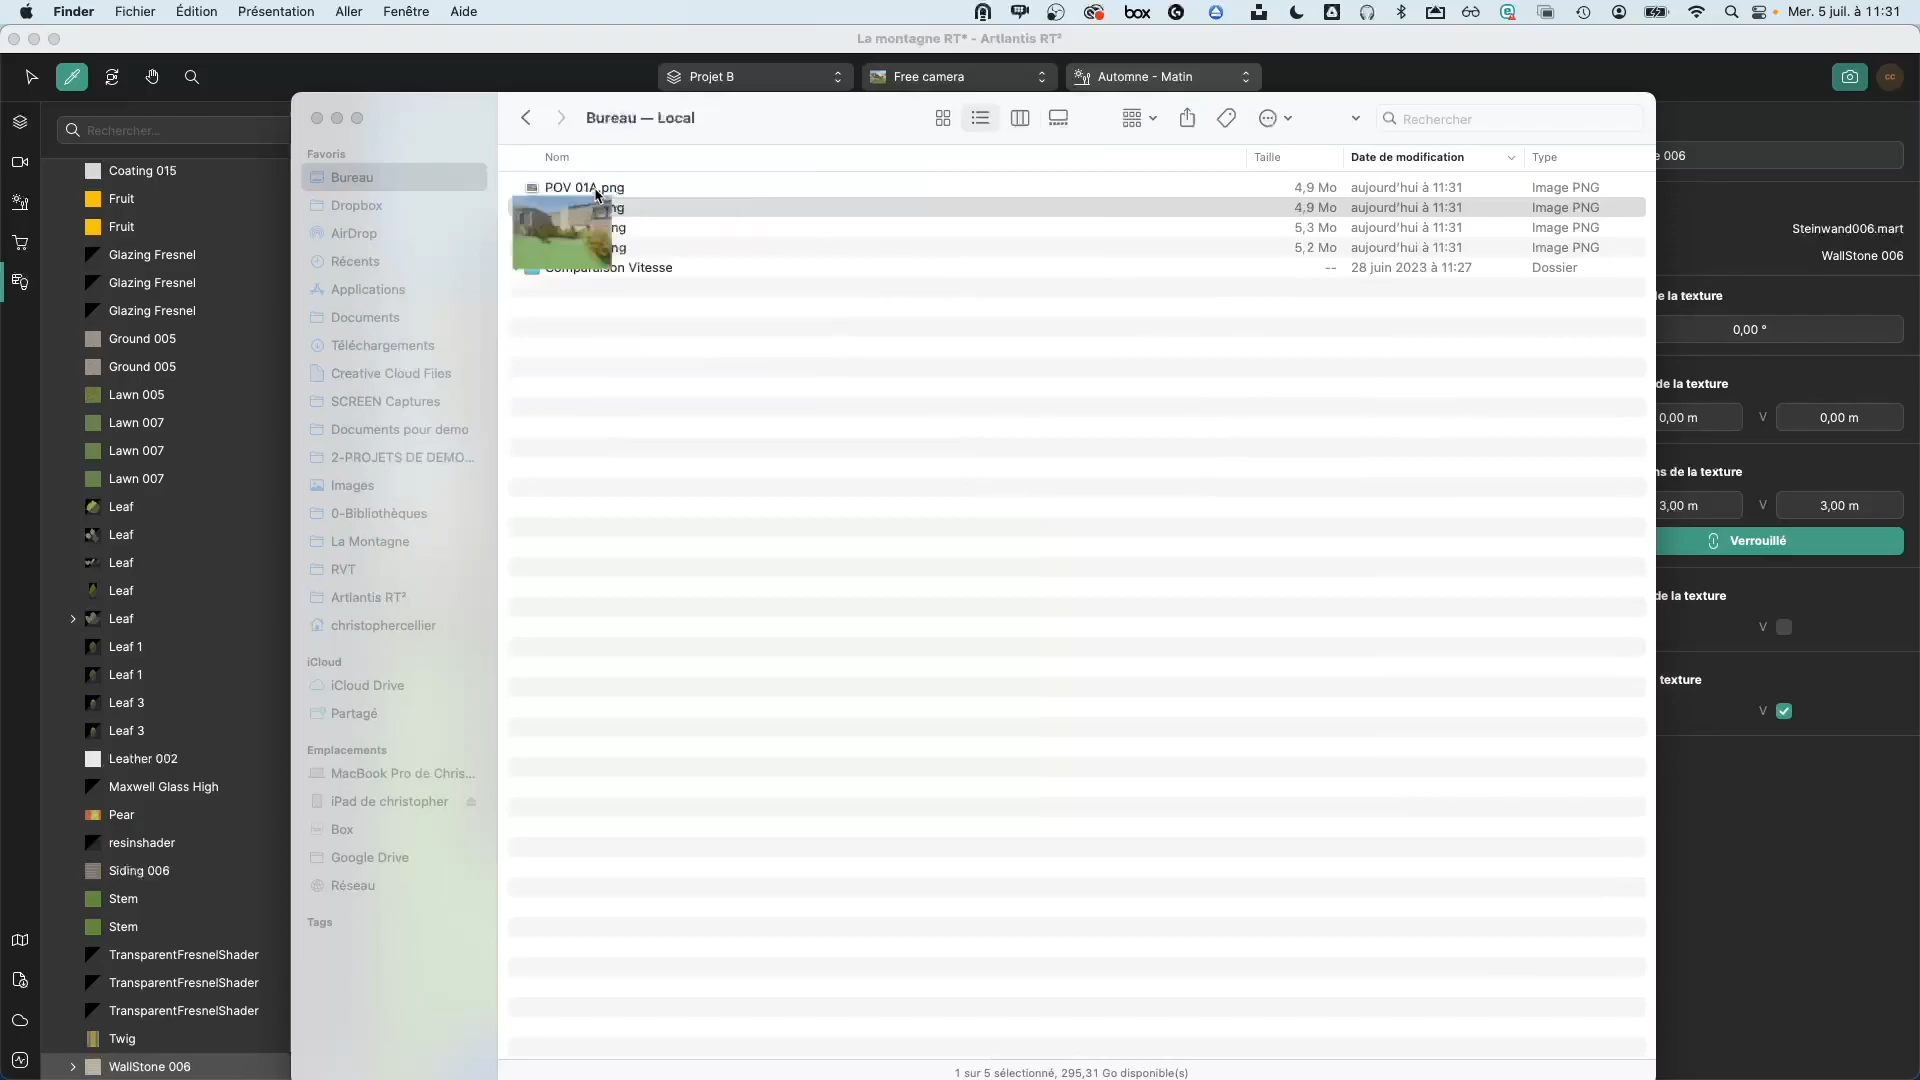 Finder Fichier Édition Présentation Aller Fenêtre Aide box Mer. 5 juil. à 11:31
La montagne RT* - Artlantis RT²
Projet B Free camera Automne - Matin cc
Rechercher...
Coating 015
Fruit
Fruit
Glazing Fresnel
Glazing Fresnel
Glazing Fresnel
Ground 005
Ground 005
Lawn 005
Lawn 007
Lawn 007
Lawn 007
Leaf
Leaf
Leaf
Leaf
Leaf
Leaf 1
Leaf 1
Leaf 3
Leaf 3
Leather 002
Maxwell Glass High
Pear
resinshader
Siding 006
Stem
Stem
TransparentFresnelShader
TransparentFresnelShader
TransparentFresnelShader
Twig
WallStone 006
Favoris
Bureau
Dropbox
AirDrop
Récents
Applications
Documents
Téléchargements
Creative Cloud Files
SCREEN Captures
Documents pour demo
2-PROJETS DE DEMO...
Images
0-Bibliothèques
La Montagne
RVT
Artlantis RT²
christophercellier
iCloud
iCloud Drive
Partagé
Emplacements
MacBook Pro de Chris...
iPad de christopher
Box
Google Drive
Réseau
Tags
Bureau — Local
Rechercher
Nom Taille Date de modification Type
POV 01A.png 4,9 Mo aujourd'hui à 11:31 Image PNG
ng 4,9 Mo aujourd'hui à 11:31 Image PNG
ng 5,3 Mo aujourd'hui à 11:31 Image PNG
ng 5,2 Mo aujourd'hui à 11:31 Image PNG
Comparaison Vitesse -- 28 juin 2023 à 11:27 Dossier
1 sur 5 sélectionné, 295,31 Go disponible(s)
e 006
Steinwand006.mart
WallStone 006
e la texture
0,00 °
de la texture
0,00 m V 0,00 m
ns de la texture
3,00 m V 3,00 m
Verrouillé
de la texture
V
texture
V